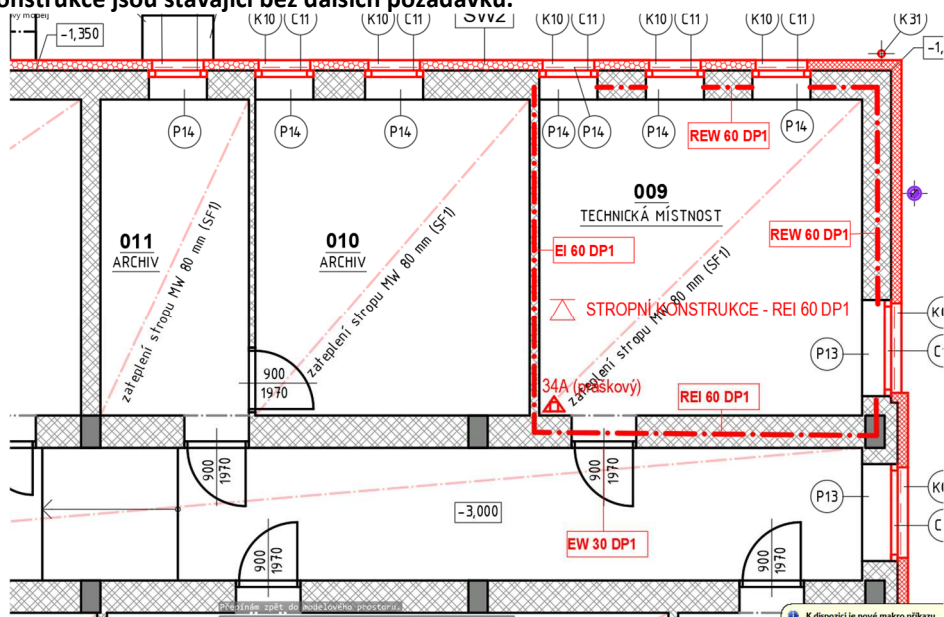 onstrukce jsou stávající bez dalších požadavků.
-1,350
K10 C11 K10 C11 SW2 K10 C11 K10 C11 K10 C11 K31
P14 P14 P14 P14 P14 P14 P14
REW 60 DP1
009
TECHNICKÁ MÍSTNOST
011
ARCHIV
010
ARCHIV
EI 60 DP1
REW 60 DP1
zateplení stropu MW 80 mm (SF1)
zateplení stropu MW 80 mm (SF1)
zateplení stropu MW 80 mm (SF1)
STROPNÍ KONSTRUKCE - REI 60 DP1
P13
900
1970
34A (práškový)
REI 60 DP1
900
1970
900
1970
-3,000
P13
EW 30 DP1
900
1970
900
1970
Přepínám zpět do modelového prostoru.
K dispozici je nové makro příkazu